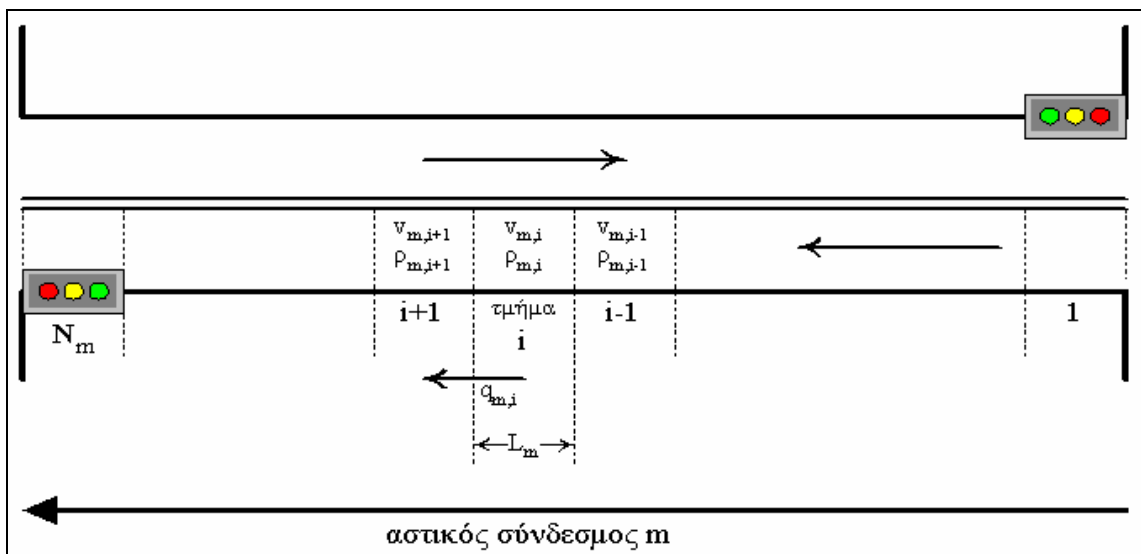 v_{m,i+1} v_{m,i} v_{m,i-1}
ρ_{m,i+1} ρ_{m,i} ρ_{m,i-1}
i+1 τμήμα i-1 1
N_m i
q_{m,i}
L_m
αστικός σύνδεσμος m